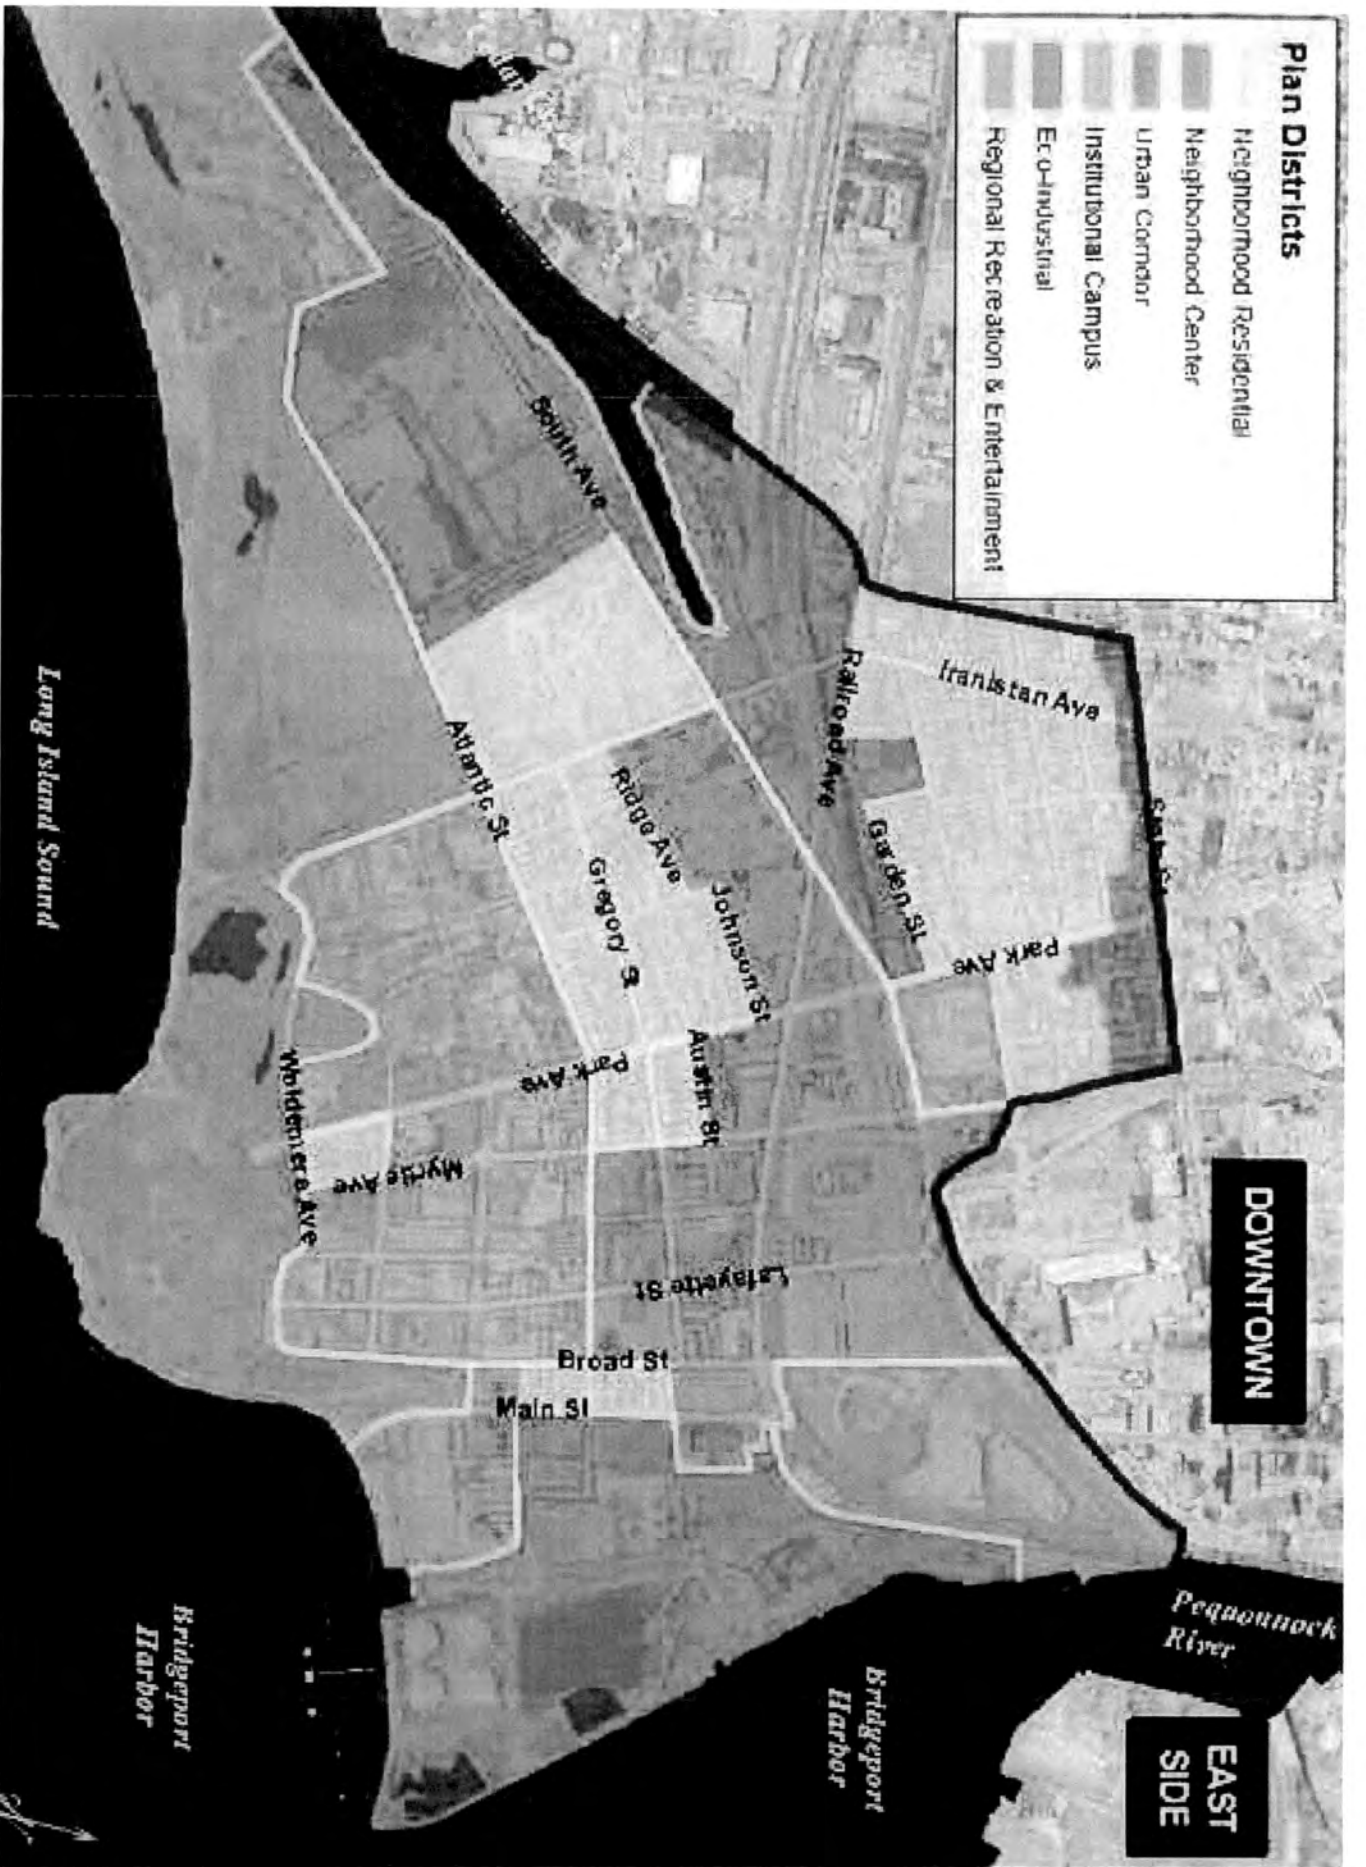 Plan Districts
Neighborhood Residential
Neighborhood Center
Urban Corridor
Institutional Campus
Eco-Industrial
Regional Recreation & Entertainment
DOWNTOWN
EAST
SIDE
Pequonnock
River
Bridgeport
Harbor
Bridgeport
Harbor
Long Island Sound
State St
Iranistan Ave
Railroad Ave
Garden St
Park Ave
South Ave
Ridge Ave
Johnson St
Gregory St
Atlantic St
Austin St
Park Ave
Myrtle Ave
Lafayette St
Broad St
Main St